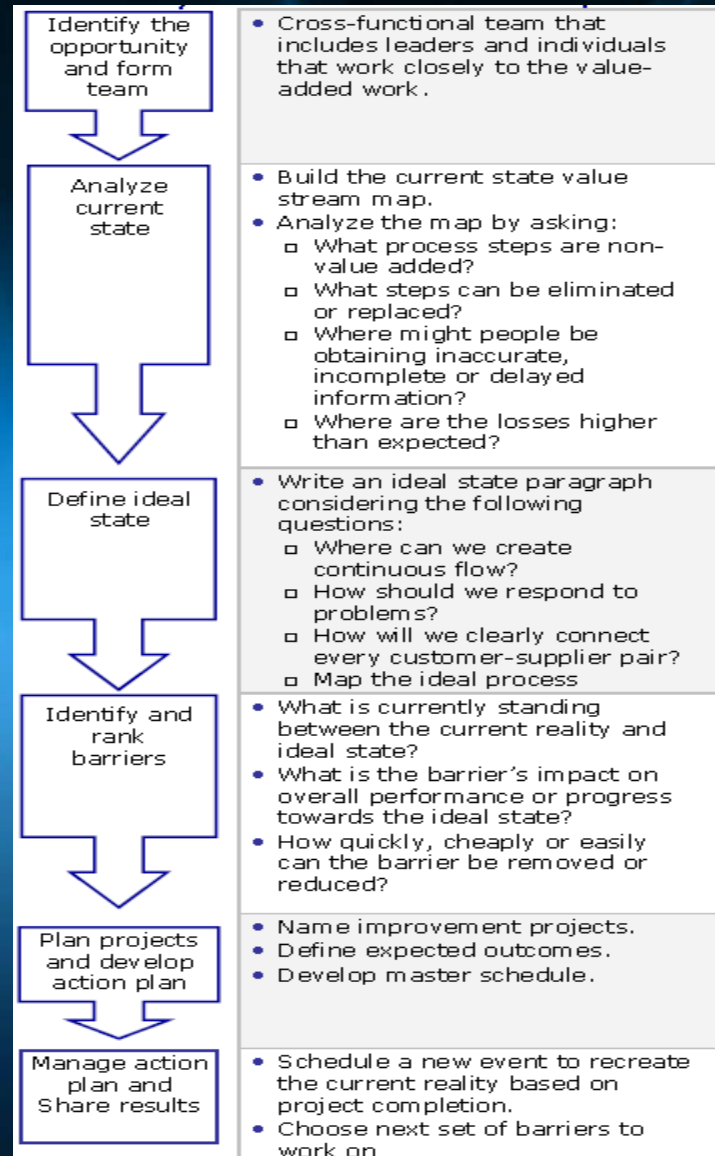 Identify the
opportunity
and form
team
• Cross-functional team that
includes leaders and individuals
that work closely to the value-
added work.
Analyze
current
state
• Build the current state value
stream map.
• Analyze the map by asking:
□ What process steps are non-
value added?
□ What steps can be eliminated
or replaced?
□ Where might people be
obtaining inaccurate,
incomplete or delayed
information?
□ Where are the losses higher
than expected?
Define ideal
state
• Write an ideal state paragraph
considering the following
questions:
□ Where can we create
continuous flow?
□ How should we respond to
problems?
□ How will we clearly connect
every customer-supplier pair?
□ Map the ideal process
Identify and
rank
barriers
• What is currently standing
between the current reality and
ideal state?
• What is the barrier's impact on
overall performance or progress
towards the ideal state?
• How quickly, cheaply or easily
can the barrier be removed or
reduced?
Plan projects
and develop
action plan
• Name improvement projects.
• Define expected outcomes.
• Develop master schedule.
Manage action
plan and
Share results
• Schedule a new event to recreate
the current reality based on
project completion.
• Choose next set of barriers to
work on